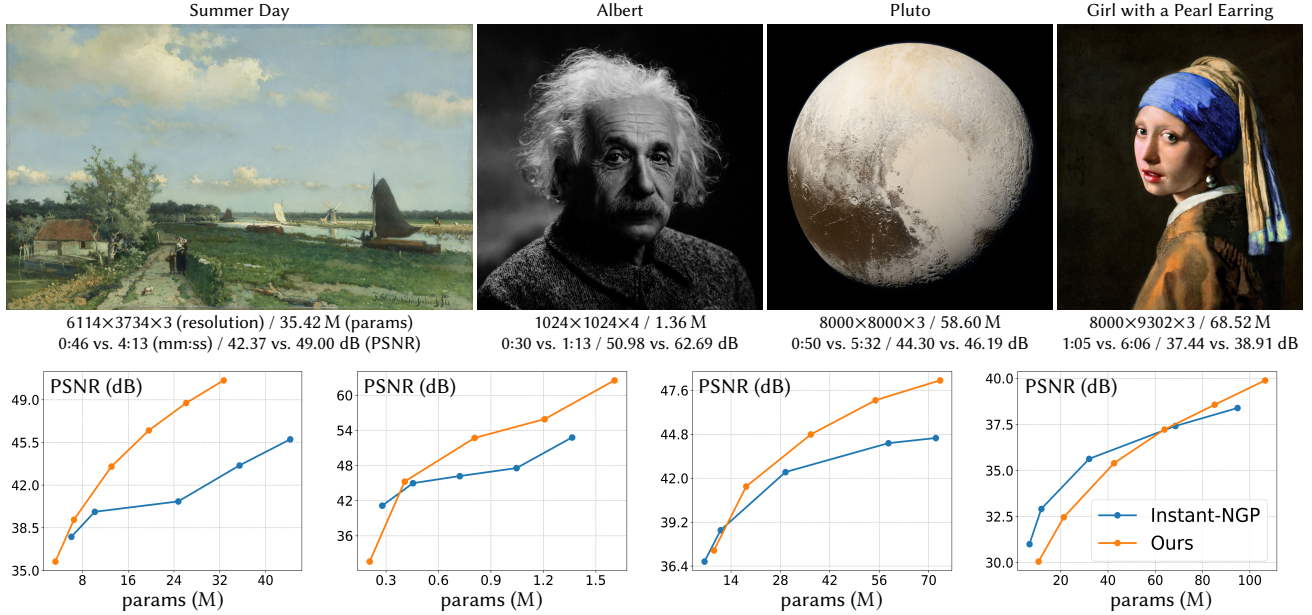 Summer Day
Albert
Pluto
Girl with a Pearl Earring
6114×3734×3 (resolution) / 35.42 M (params)
0:46 vs. 4:13 (mm:ss) / 42.37 vs. 49.00 dB (PSNR)
1024×1024×4 / 1.36 M
0:30 vs. 1:13 / 50.98 vs. 62.69 dB
8000×8000×3 / 58.60 M
0:50 vs. 5:32 / 44.30 vs. 46.19 dB
8000×9302×3 / 68.52 M
1:05 vs. 6:06 / 37.44 vs. 38.91 dB
PSNR (dB)
49.0
45.5
42.0
38.5
35.0
8 16 24 32 40
params (M)
PSNR (dB)
60
54
48
42
36
0.3 0.6 0.9 1.2 1.5
params (M)
PSNR (dB)
47.6
44.8
42.0
39.2
36.4
14 28 42 56 70
params (M)
PSNR (dB)
40.0
37.5
35.0
32.5
30.0
Instant-NGP
Ours
20 40 60 80 100
params (M)